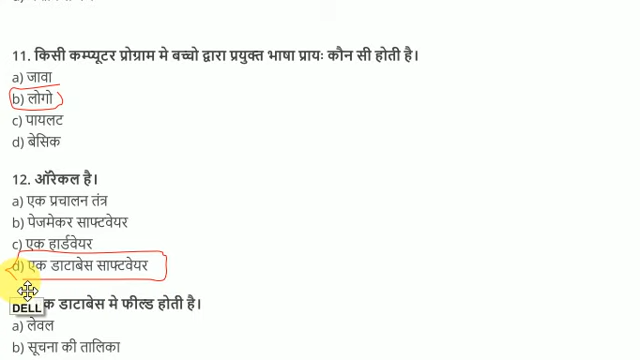 11. किसी कम्प्यूटर प्रोग्राम मे बच्चो द्वारा प्रयुक्त भाषा प्रायः कौन सी होती है।
a) जावा
b) लोगो
c) पायलट
d) बेसिक
12. ऑरेकल है।
a) एक प्रचालन तंत्र
b) पेजमेकर साफ्टवेयर
c) एक हार्डवेयर
d) एक डाटाबेस साफ्टवेयर
डाटाबेस मे फील्ड होती है।
DELL
a) लेवल
b) सूचना की तालिका